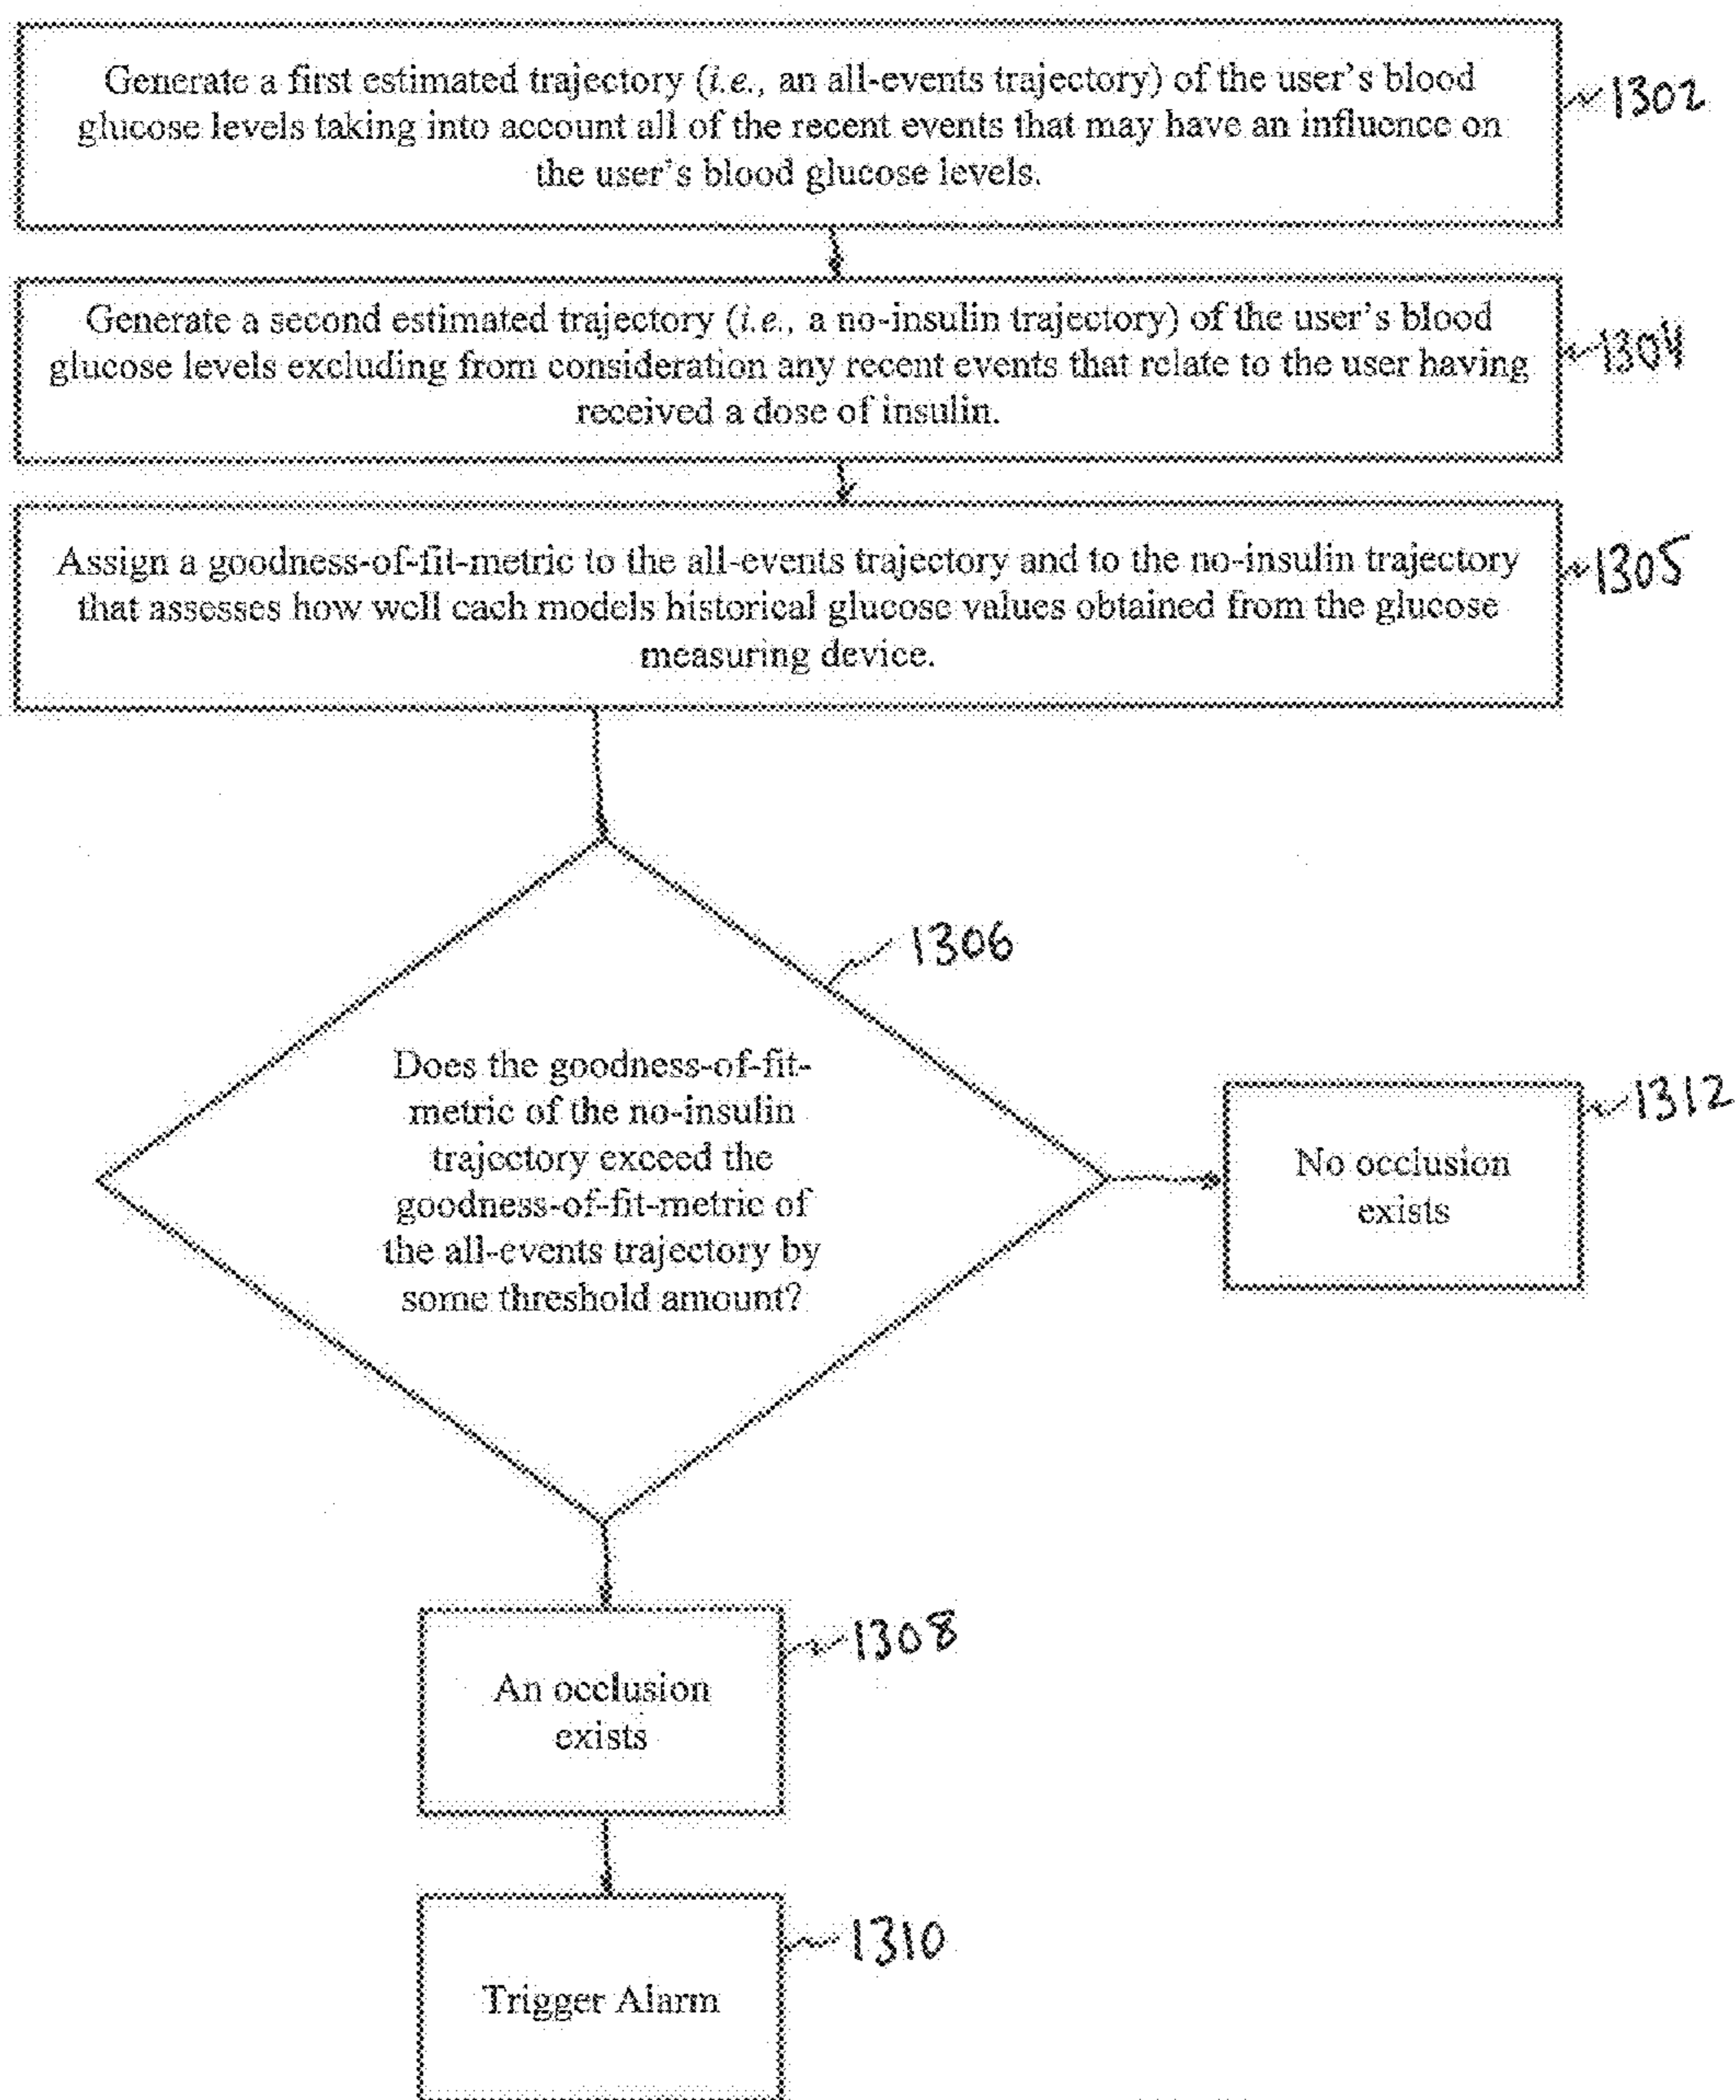 Generate a first estimated trajectory (i.e., an all-events trajectory) of the user's blood
glucose levels taking into account all of the recent events that may have an influence on
the user's blood glucose levels.
1302
Generate a second estimated trajectory (i.e., a no-insulin trajectory) of the user's blood
glucose levels excluding from consideration any recent events that relate to the user having
received a dose of insulin.
1304
Assign a goodness-of-fit-metric to the all-events trajectory and to the no-insulin trajectory
that assesses how well each models historical glucose values obtained from the glucose
measuring device.
1305
1306
Does the goodness-of-fit-
metric of the no-insulin
trajectory exceed the
goodness-of-fit-metric of
the all-events trajectory by
some threshold amount?
1312
No occlusion
exists
1308
An occlusion
exists
1310
Trigger Alarm